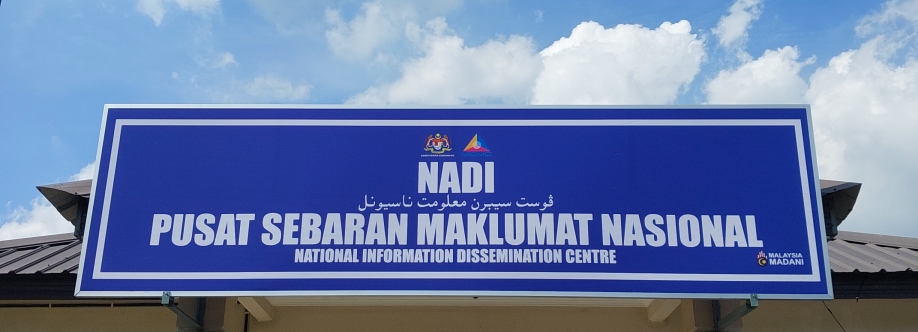 NADI
ڤوست سيبرن معلومت ناسيونل
PUSAT SEBARAN MAKLUMAT NASIONAL
NATIONAL INFORMATION DISSEMINATION CENTRE
MALAYSIA
MADANI